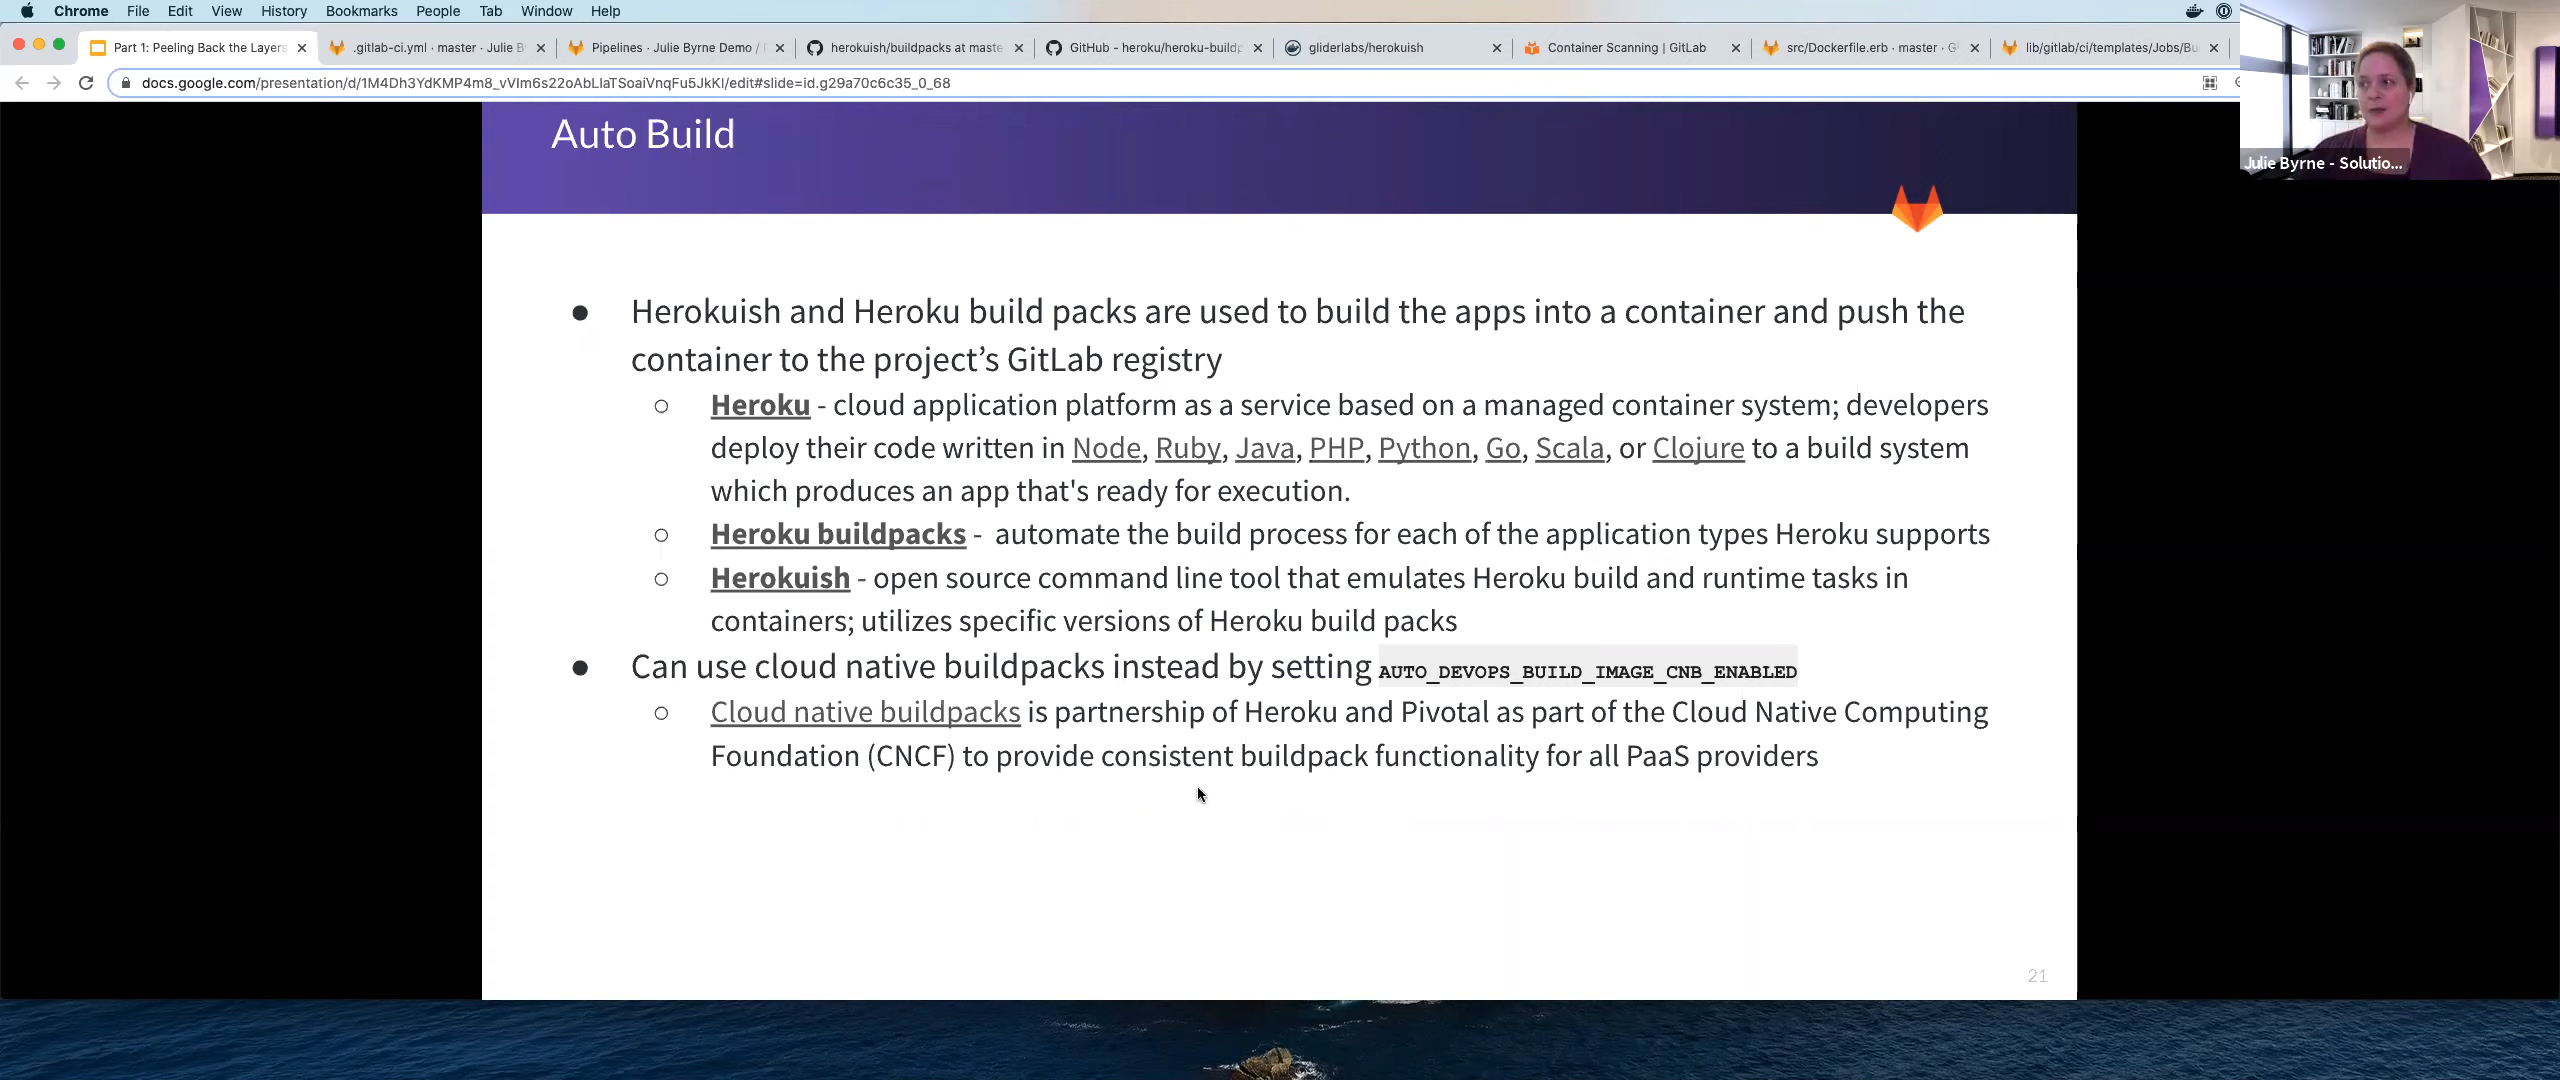 Chrome File Edit View History Bookmarks People Tab Window Help
Part 1: Peeling Back the Layers
.gitlab-ci.yml · master · Julie B
Pipelines · Julie Byrne Demo /
herokuish/buildpacks at maste
GitHub - heroku/heroku-buildp
gliderlabs/herokuish
Container Scanning | GitLab
src/Dockerfile.erb · master · G
lib/gitlab/ci/templates/Jobs/Bu
docs.google.com/presentation/d/1M4Dh3YdKMP4m8_vVIm6s22oAbLIaTSoaiVnqFu5JkKI/edit#slide=id.g29a70c6c35_0_68
Julie Byrne - Solutio...
Auto Build
● Herokuish and Heroku build packs are used to build the apps into a container and push the
container to the project’s GitLab registry
○ Heroku - cloud application platform as a service based on a managed container system; developers
deploy their code written in Node, Ruby, Java, PHP, Python, Go, Scala, or Clojure to a build system
which produces an app that's ready for execution.
○ Heroku buildpacks - automate the build process for each of the application types Heroku supports
○ Herokuish - open source command line tool that emulates Heroku build and runtime tasks in
containers; utilizes specific versions of Heroku build packs
● Can use cloud native buildpacks instead by setting AUTO_DEVOPS_BUILD_IMAGE_CNB_ENABLED
○ Cloud native buildpacks is partnership of Heroku and Pivotal as part of the Cloud Native Computing
Foundation (CNCF) to provide consistent buildpack functionality for all PaaS providers
21